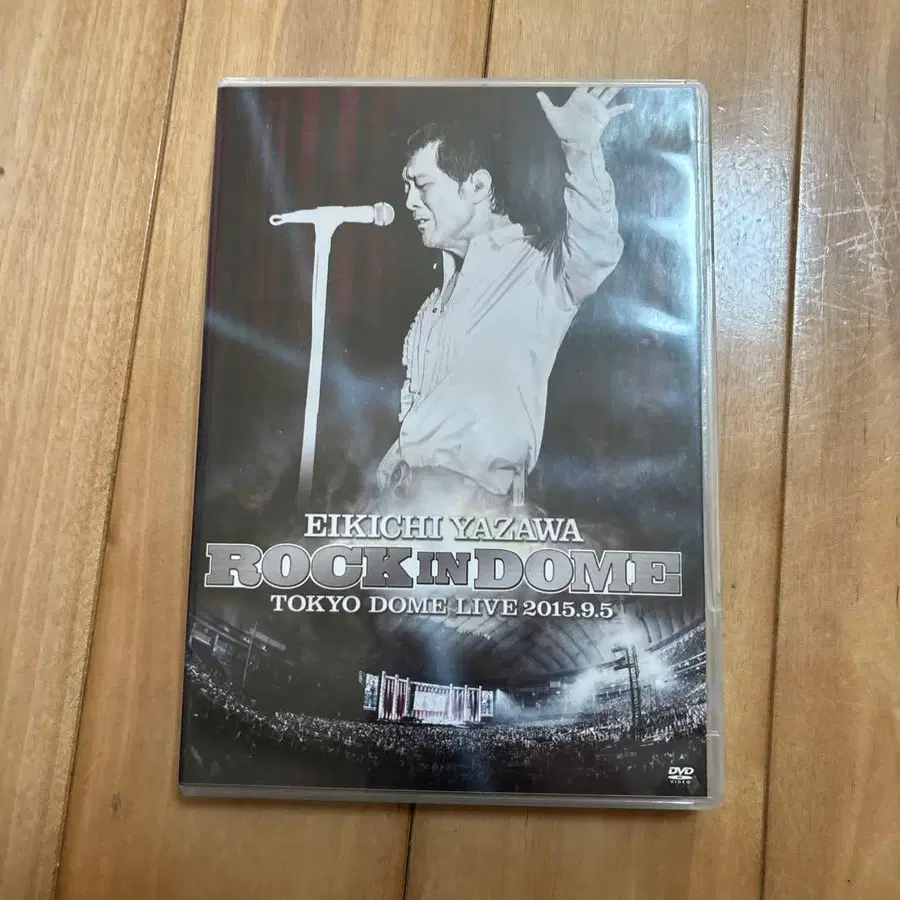 EIKICHI YAZAWA
ROCK IN DOME
TOKYO DOME LIVE 2015.9.5
DVD
VIDEO